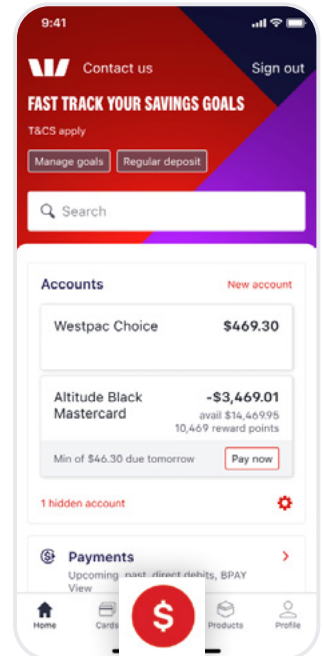 9:41
Contact us
Sign out
FAST TRACK YOUR SAVINGS GOALS
T&CS apply
Manage goals
Regular deposit
Search
Accounts
New account
Westpac Choice
$469.30
Altitude Black
Mastercard
-$3,469.01
avail $14,469.95
10,469 reward points
Min of $46.30 due tomorrow
Pay now
1 hidden account
Payments
Upcoming, past, direct debits, BPAY
View
Home
Cards
$
Products
Profile